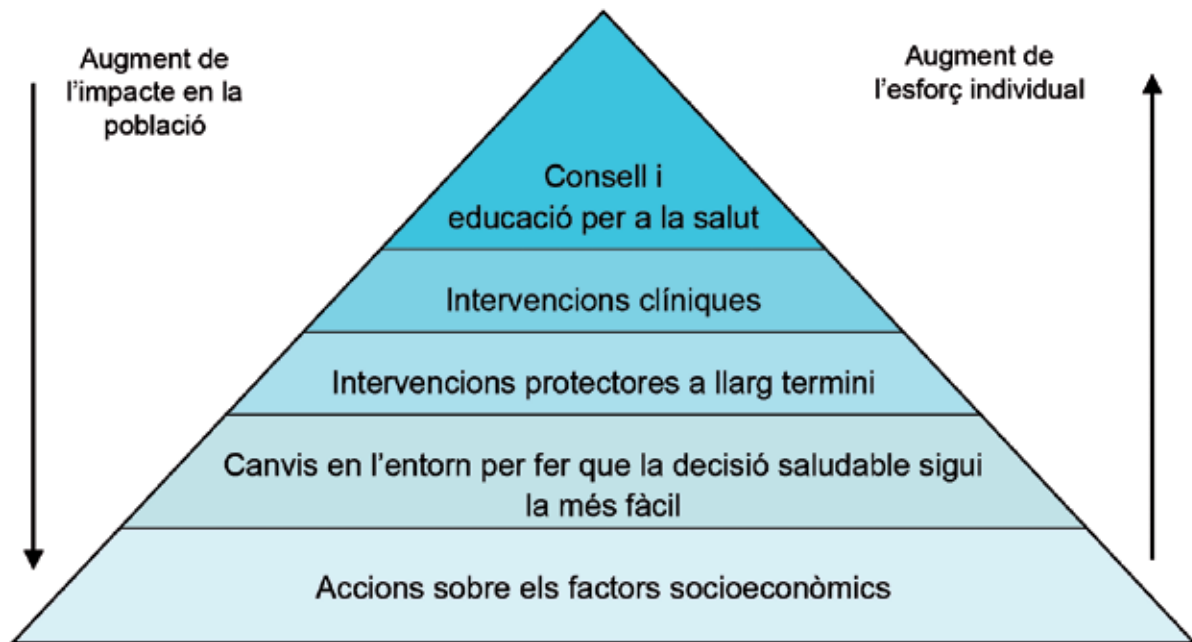 Augment de
l'impacte en la
població
Augment de
l'esforç individual
Consell i
educació per a la salut
Intervencions clíniques
Intervencions protectores a llarg termini
Canvis en l'entorn per fer que la decisió saludable sigui
la més fàcil
Accions sobre els factors socioeconòmics